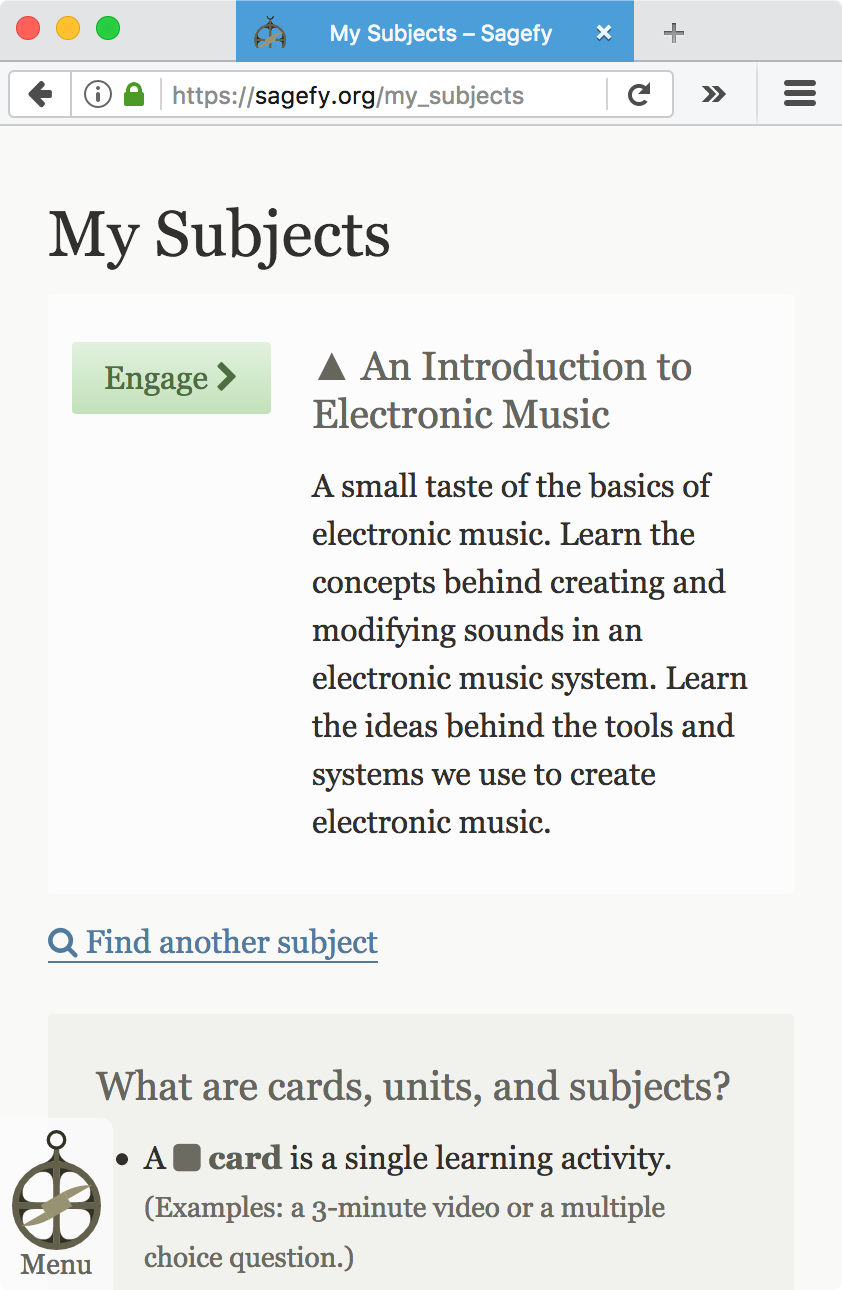 My Subjects – Sagefy
https://sagefy.org/my_subjects
My Subjects
Engage
An Introduction to
Electronic Music
A small taste of the basics of
electronic music. Learn the
concepts behind creating and
modifying sounds in an
electronic music system. Learn
the ideas behind the tools and
systems we use to create
electronic music.
Find another subject
What are cards, units, and subjects?
A card is a single learning activity.
(Examples: a 3-minute video or a multiple
choice question.)
Menu